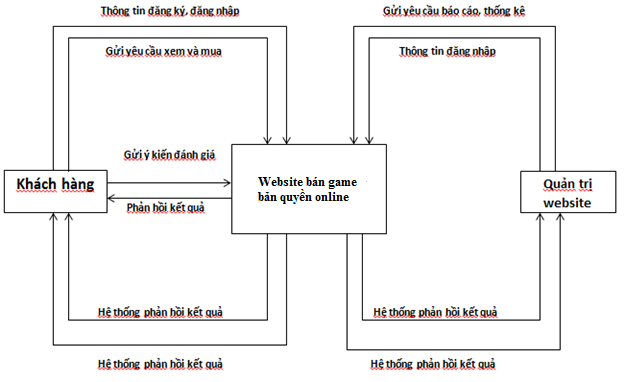 Thông tin đăng ký, đăng nhập
Gửi yêu cầu báo cáo, thống kê
Gửi yêu cầu xem và mua
Thông tin đăng nhập
Gửi ý kiến đánh giá
Khách hàng
Website bán game
bản quyền online
Quản trị
website
Phản hồi kết quả
Hệ thống phản hồi kết quả
Hệ thống phản hồi kết quả
Hệ thống phản hồi kết quả
Hệ thống phản hồi kết quả